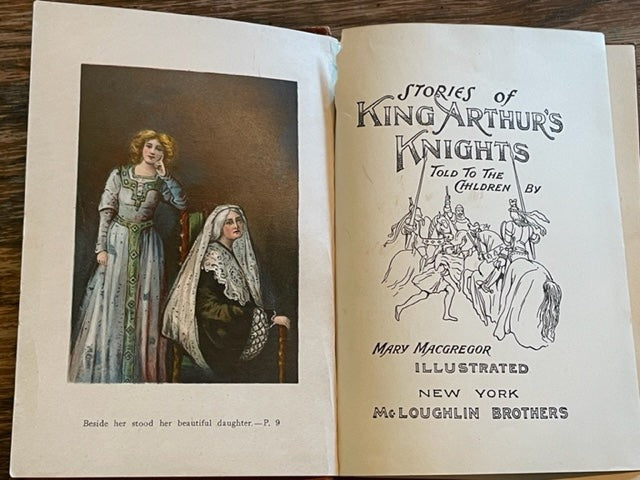 Beside her stood her beautiful daughter.—P. 9
STORIES OF
KING ARTHUR'S
KNIGHTS
TOLD TO THE
CHILDREN BY
MARY MACGREGOR
ILLUSTRATED
NEW YORK
McLOUGHLIN BROTHERS